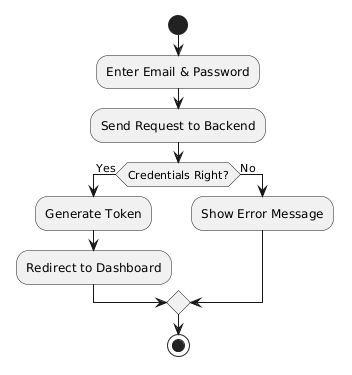 Enter Email & Password
Send Request to Backend
Credentials Right?
Yes
No
Generate Token
Show Error Message
Redirect to Dashboard